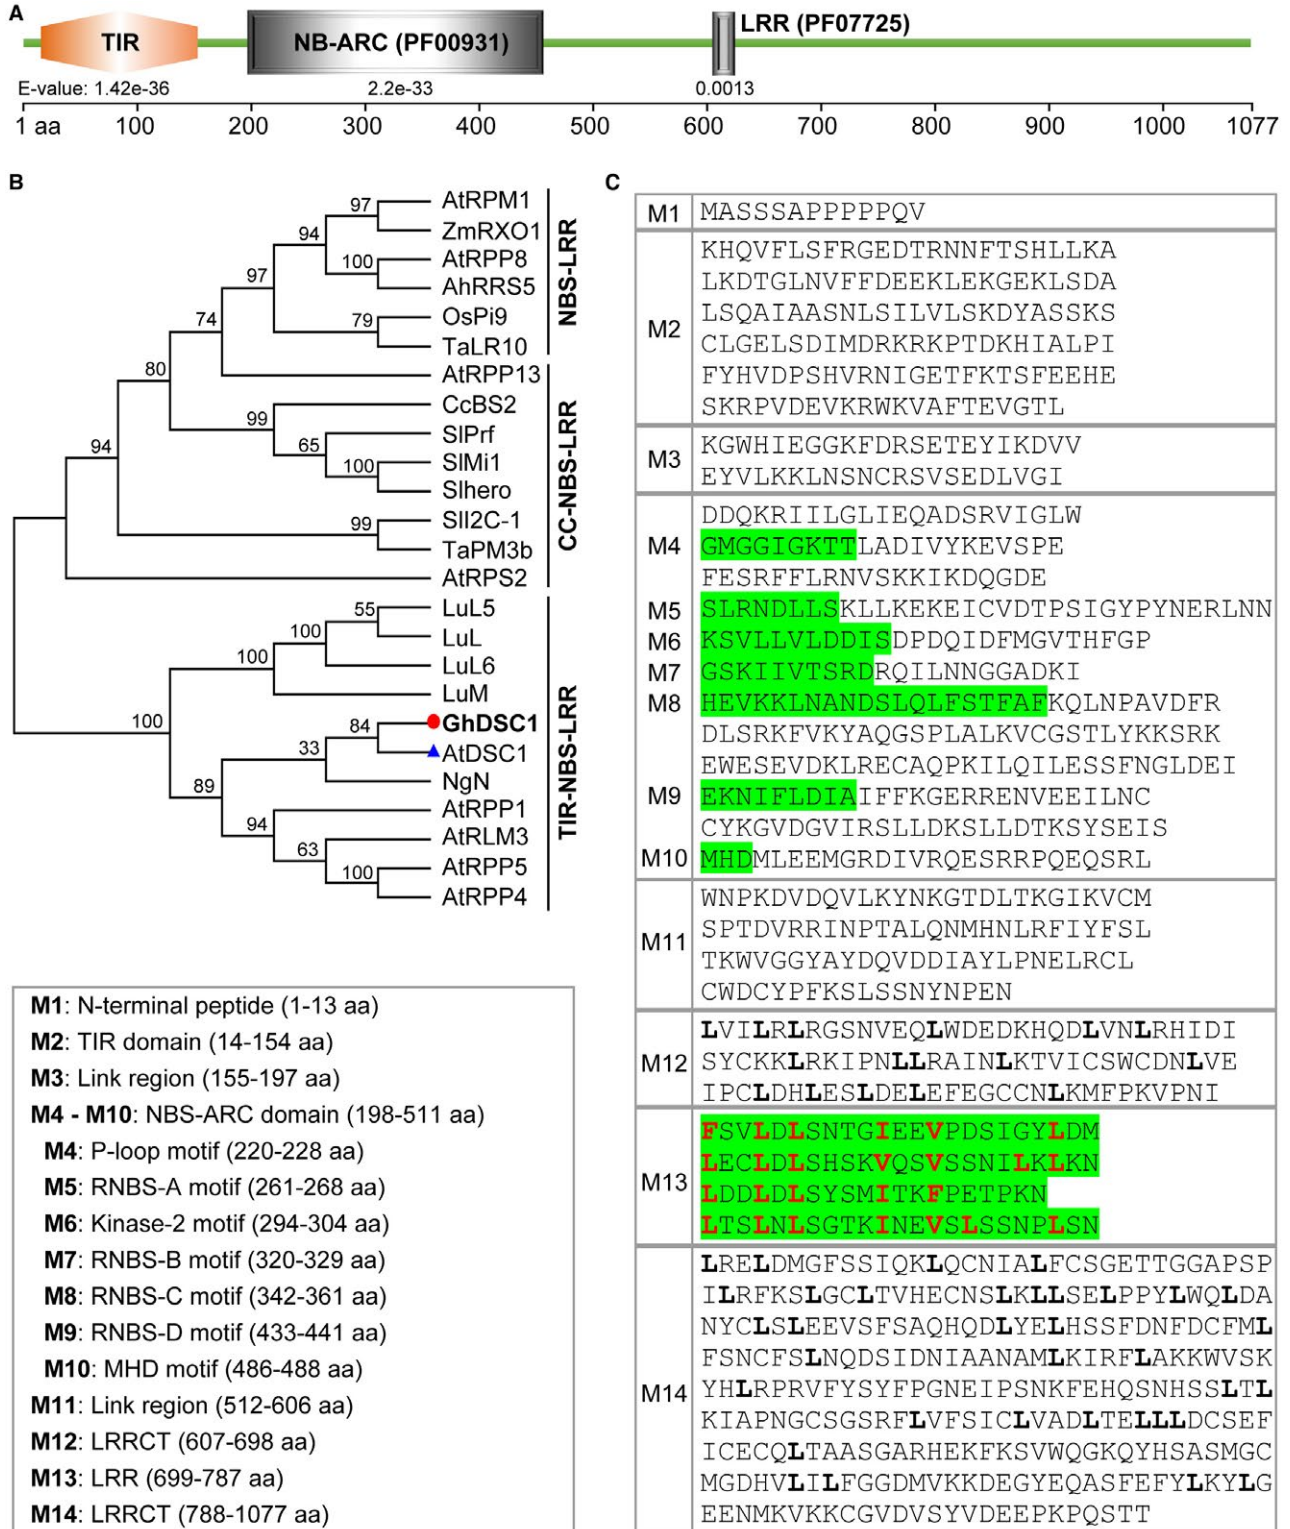 A
TIR
NB-ARC (PF00931)
LRR (PF07725)
E-value: 1.42e-36
2.2e-33
0.0013
1 aa 100 200 300 400 500 600 700 800 900 1000 1077
B
97
94
100
97
79
74
80
99
65
100
94
99
55
100
100
100
84
33
89
94
63
100
AtRPM1
ZmRXO1
AtRPP8
AhRRS5
OsPi9
TaLR10
AtRPP13
CcBS2
SlPrf
SlMi1
Slhero
SlI2C-1
TaPM3b
AtRPS2
LuL5
LuL
LuL6
LuM
GhDSC1
AtDSC1
NgN
AtRPP1
AtRLM3
AtRPP5
AtRPP4
NBS-LRR
CC-NBS-LRR
TIR-NBS-LRR
M1: N-terminal peptide (1-13 aa)
M2: TIR domain (14-154 aa)
M3: Link region (155-197 aa)
M4 - M10: NBS-ARC domain (198-511 aa)
M4: P-loop motif (220-228 aa)
M5: RNBS-A motif (261-268 aa)
M6: Kinase-2 motif (294-304 aa)
M7: RNBS-B motif (320-329 aa)
M8: RNBS-C motif (342-361 aa)
M9: RNBS-D motif (433-441 aa)
M10: MHD motif (486-488 aa)
M11: Link region (512-606 aa)
M12: LRRCT (607-698 aa)
M13: LRR (699-787 aa)
M14: LRRCT (788-1077 aa)
C
M1 MASSSAPPPPPQV
M2
KHQVFLSFRGEDTRNNFTSHLLKA
LKDTGLNVFFDEEKLEKGEKLSDA
LSQAIAASNLSILVLSKDYASSKS
CLGELSDIMDRKRKPTDKHIALPI
FYHVDPSHVRNIGETFKTSFEEHE
SKRPVDEVKRWKVAFTEVGTL
M3
KGWHIEGGKFDRSETEYIKDVV
EYVLKKLNSNCRSVSEDLVGI
DDQKRIILGLIEQADSRVIGLW
M4 GMGGIGKTTLADIVYKEVSPE
FESRFFLRNVSKKIKDQGDE
M5 SLRNDLLSKLLKEKEICVDTPSIGYPYNERLNN
M6 KSVLLVLDDISDPDQIDFMGVTHFGP
M7 GSKIIVTSRDRQILNNGGADKI
M8 HEVKKLNANDSLQLFSTFAFKQLNPAVDFR
DLSRKFVKYAQGSPLALKVCGSTLYKKSRK
EWESEVDKLRECAQPKILQILESSFNGLDEI
M9 EKNIFLDIAIFFKGERRENVEEILNC
CYKGVDGVIRSLLDKSLLDTKSYSEIS
M10 MHDMLEEMGRDIVRQESRRPQEQSRL
M11
WNPKDVDQVLKYNKGTDLTKGIKVCM
SPTDVRRINPTALQNMHNLRFIYFSL
TKWVGGYAYDQVDDIAYLPNELRCL
CWDCYPFKSLSSNYNPEN
M12
LVILRLRGSNVEQLWDEDKHQDLVNLRHIDI
SYCKKLRKIPNLLRAINLKTVICSWCDNLVE
IPCLDHLESLDELEFEGCCNLKMFPKVPNI
M13
FSVLDLSNTGIEEVPDSIGYLDM
LECLDLSHSKVQSVSSNILKLKN
LDDLDLSYSMITKFPETPKN
LTSLNLSGTKINEVSLSSNPLSN
M14
LRELDMGFSSIQKLQCNIALFCSGETTGGAPSP
ILRFKSLGCLTVHECNSLKLLSELPPYLWQLDA
NYCLSLEEVSFSAQHQDLYELHSSFDNFDCFML
FSNCFSLNQDSIDNIAANAMLKIRFLAKKWVSK
YHLRPRVFYSYFPGNEIPSNKFEHQSNHSSLTL
KIAPNGCSGSRFLVFSICLVADLTELLLDCSEF
ICECQLTAASGARHEKFKSVWQGKQYHSASMGC
MGDHVLILFGGDMVKKDEGYEQASFEFYLKYLG
EENMKVKKCGVDVSYVDEEPKPQSTT